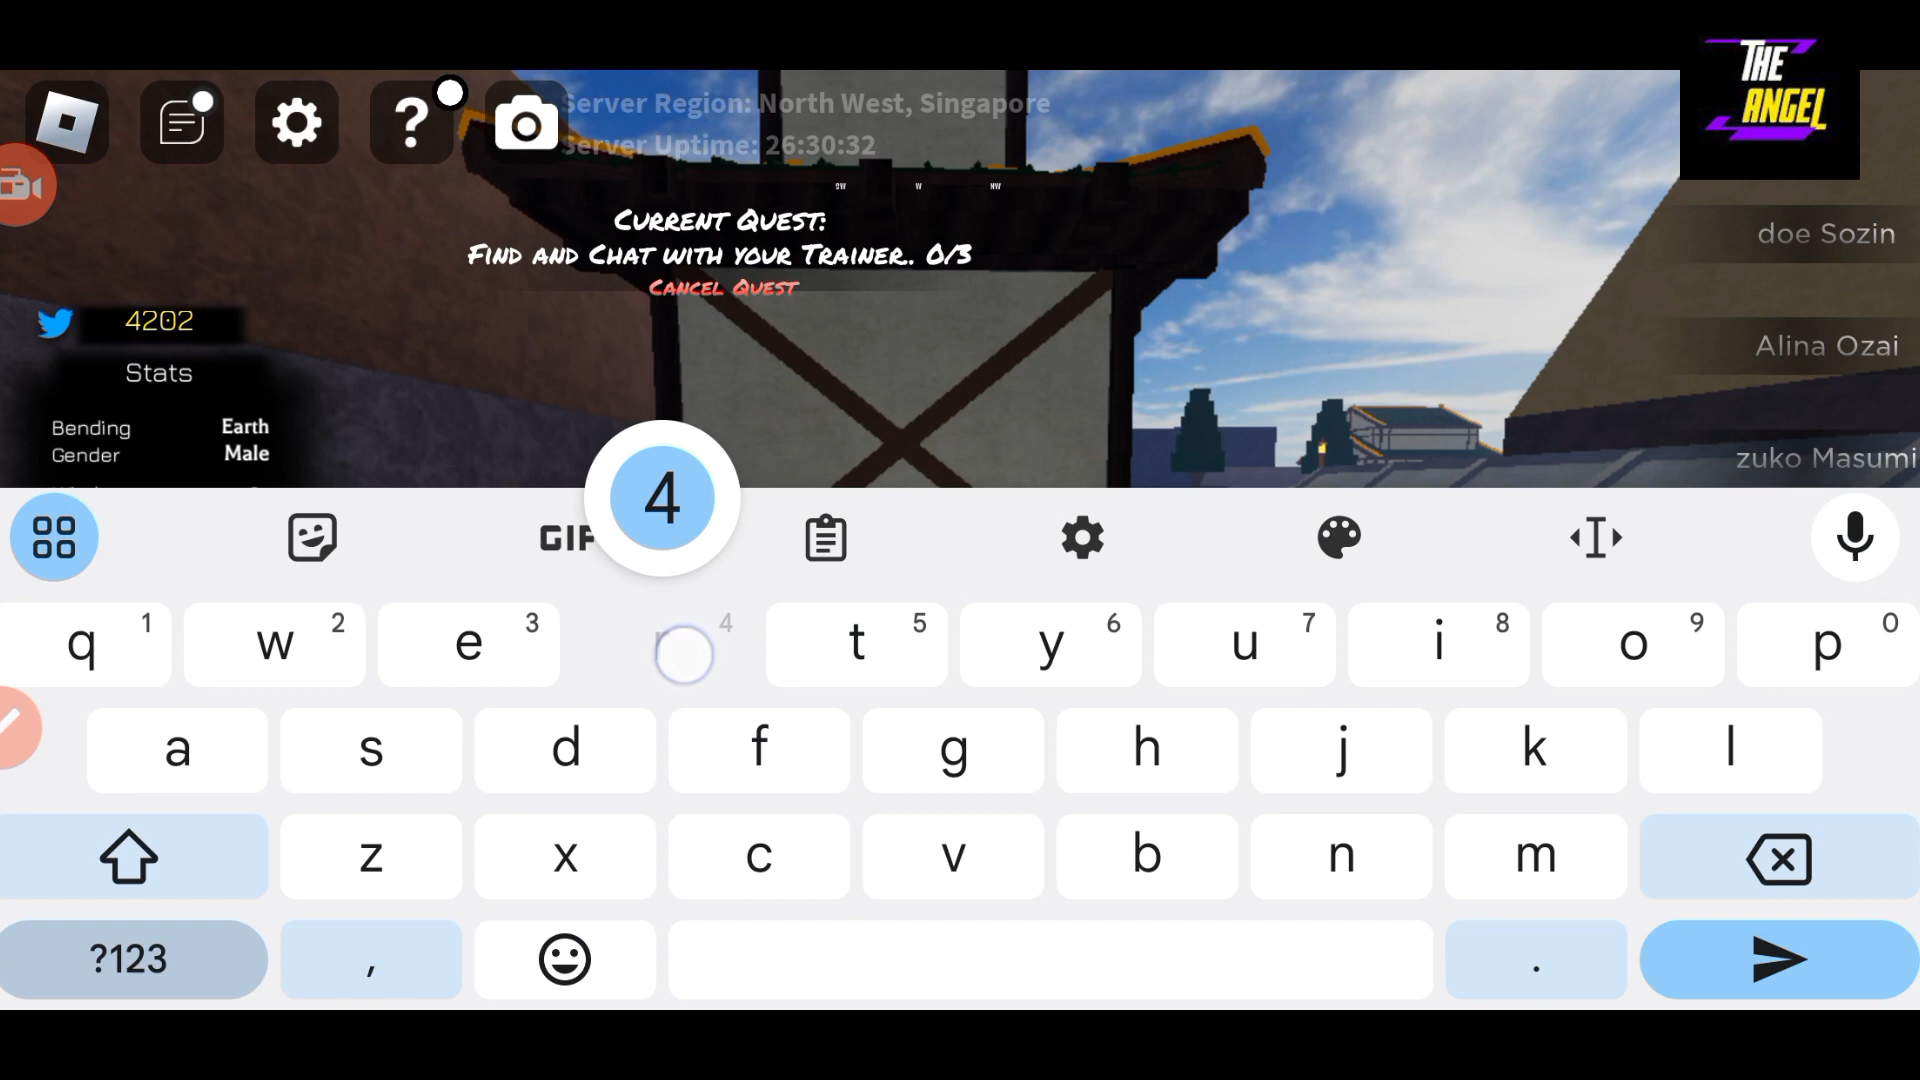 THE
ANGEL
Server Region: North West, Singapore
Server Uptime: 26:30:32
SW W NW
Current Quest:
Find and Chat with your Trainer.. 0/3
Cancel Quest
doe Sozin
Alina Ozai
zuko Masumi
4202
Stats
Bending Earth
Gender Male
4
GIF
q 1 w 2 e 3 r 4 t 5 y 6 u 7 i 8 o 9 p 0
a s d f g h j k l
z x c v b n m
?123 , .